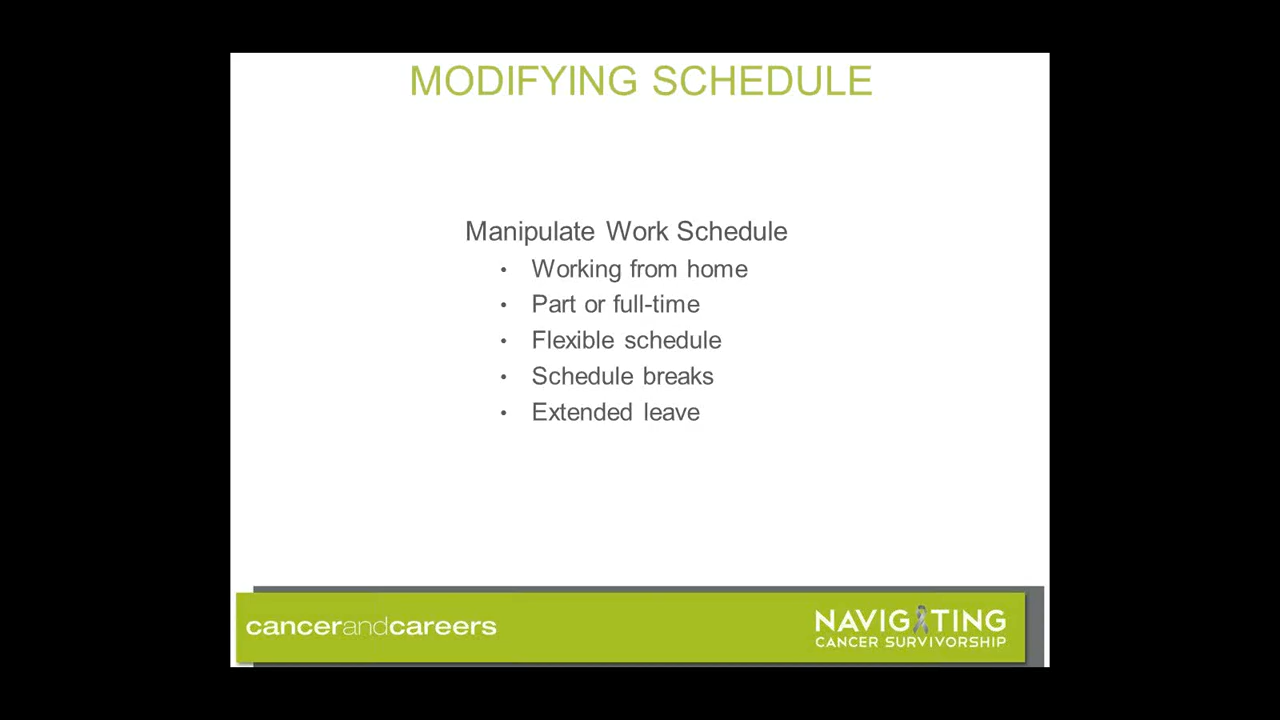 MODIFYING SCHEDULE
Manipulate Work Schedule
• Working from home
• Part or full-time
• Flexible schedule
• Schedule breaks
• Extended leave
cancerandcareers
NAVIGATING
CANCER SURVIVORSHIP